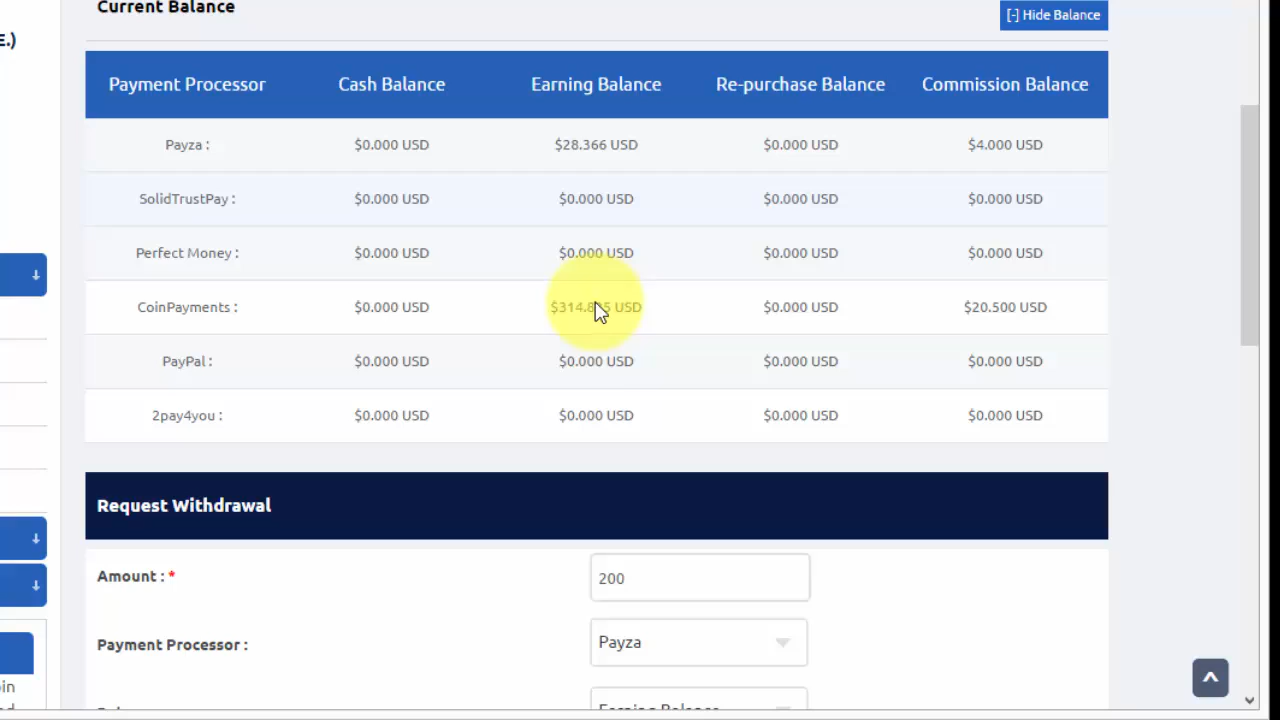 Current Balance
[-] Hide Balance
E.)
Payment Processor Cash Balance Earning Balance Re-purchase Balance Commission Balance
Payza : $0.000 USD $28.366 USD $0.000 USD $4.000 USD
SolidTrustPay : $0.000 USD $0.000 USD $0.000 USD $0.000 USD
Perfect Money : $0.000 USD $0.000 USD $0.000 USD $0.000 USD
CoinPayments : $0.000 USD USD $0.000 USD $20.500 USD
PayPal : $0.000 USD $0.000 USD $0.000 USD $0.000 USD
2pay4you : $0.000 USD $0.000 USD $0.000 USD $0.000 USD
Request Withdrawal
Amount : * 200
Payment Processor : Payza
Earning Balance